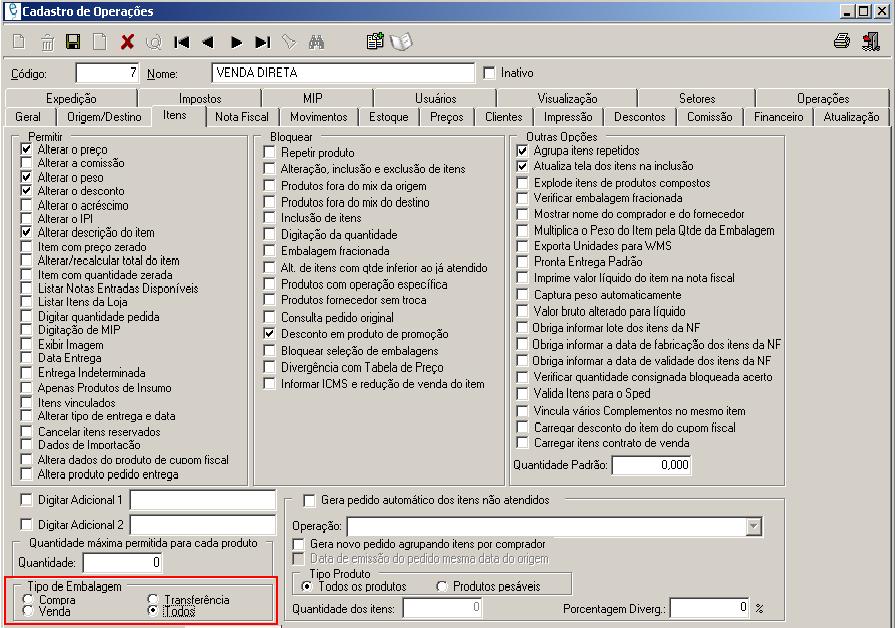 Cadastro de Operações
Código: 7 Nome: VENDA DIRETA Inativo
Expedição Impostos MIP Usuários Visualização Setores Operações
Geral Origem/Destino Itens Nota Fiscal Movimentos Estoque Preços Clientes Impressão Descontos Comissão Financeiro Atualização
Permitir
Alterar o preço
Alterar a comissão
Alterar o peso
Alterar o desconto
Alterar o acréscimo
Alterar o IPI
Alterar descrição do item
Item com preço zerado
Alterar/recalcular total do item
Item com quantidade zerada
Listar Notas Entradas Disponíveis
Listar Itens da Loja
Digitar quantidade pedida
Digitação de MIP
Exibir Imagem
Data Entrega
Entrega Indeterminada
Apenas Produtos de Insumo
Itens vinculados
Alterar tipo de entrega e data
Cancelar itens reservados
Dados de Importação
Altera dados do produto de cupom fiscal
Altera produto pedido entrega
Bloquear
Repetir produto
Alteração, inclusão e exclusão de itens
Produtos fora do mix da origem
Produtos fora do mix do destino
Inclusão de itens
Digitação da quantidade
Embalagem fracionada
Alt. de itens com qtde inferior ao já atendido
Produtos com operação específica
Produtos fornecedor sem troca
Consulta pedido original
Desconto em produto de promoção
Bloquear seleção de embalagens
Divergência com Tabela de Preço
Informar ICMS e redução de venda do item
Outras Opções
Agrupa itens repetidos
Atualiza tela dos itens na inclusão
Explode itens de produtos compostos
Verificar embalagem fracionada
Mostrar nome do comprador e do fornecedor
Multiplica o Peso do Item pela Qtde da Embalagem
Exporta Unidades para WMS
Pronta Entrega Padrão
Imprime valor líquido do item na nota fiscal
Captura peso automaticamente
Valor bruto alterado para líquido
Obriga informar lote dos itens da NF
Obriga informar a data de fabricação dos itens da NF
Obriga informar a data de validade dos itens da NF
Verificar quantidade consignada bloqueada acerto
Valida Itens para o Sped
Vincula vários Complementos no mesmo item
Carregar desconto do item do cupom fiscal
Carregar itens contrato de venda
Quantidade Padrão: 0,000
Digitar Adicional 1
Digitar Adicional 2
Quantidade máxima permitida para cada produto
Quantidade: 0
Tipo de Embalagem
Compra Transferência
Venda Todos
Gera pedido automático dos itens não atendidos
Operação:
Gera novo pedido agrupando itens por comprador
Data de emissão do pedido mesma data do origem
Tipo Produto
Todos os produtos Produtos pesáveis
Quantidade dos itens: 0 Porcentagem Diverg.: 0 %